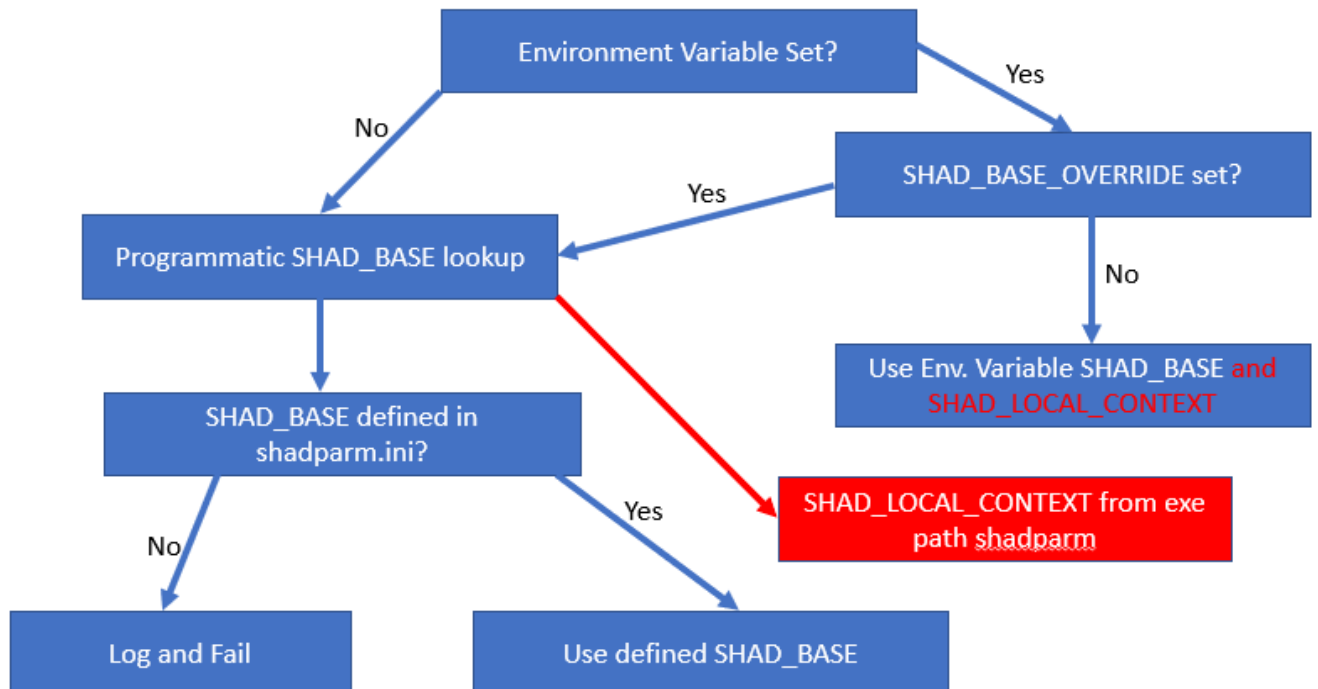 Environment Variable Set?
Yes
No
SHAD_BASE_OVERRIDE set?
Yes
Programmatic SHAD_BASE lookup
No
Use Env. Variable SHAD_BASE and
SHAD_LOCAL_CONTEXT
SHAD_BASE defined in
shadparm.ini?
SHAD_LOCAL_CONTEXT from exe
path shadparm
Yes
No
Log and Fail
Use defined SHAD_BASE